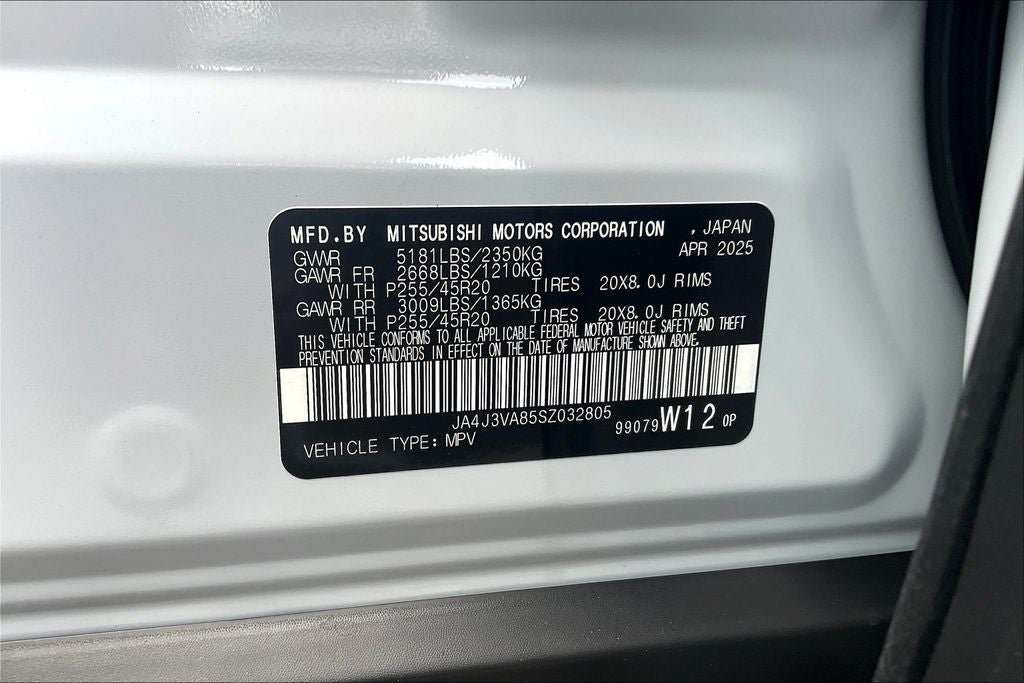 MFD.BY MITSUBISHI MOTORS CORPORATION , JAPAN
GVWR 5181LBS/2350KG APR 2025
GAWR FR 2668LBS/1210KG
WITH P255/45R20 TIRES 20X8.0J RIMS
GAWR RR 3009LBS/1365KG
WITH P255/45R20 TIRES 20X8.0J RIMS
THIS VEHICLE CONFORMS TO ALL APPLICABLE FEDERAL MOTOR VEHICLE SAFETY AND THEFT
PREVENTION STANDARDS IN EFFECT ON THE DATE OF MANUFACTURE SHOWN ABOVE.
JA4J3VA85SZ032805
VEHICLE TYPE: MPV 99079 W12 0P